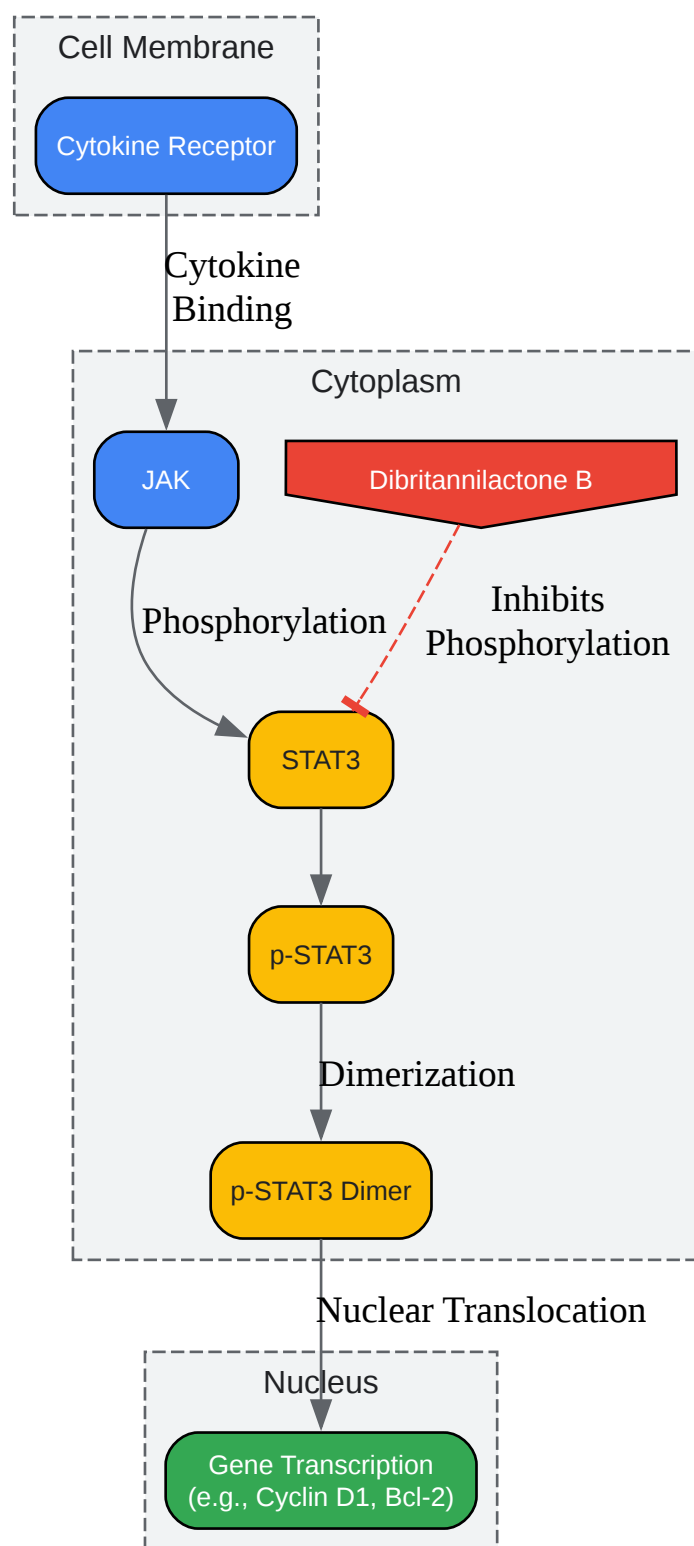 Cell Membrane
Cytokine Receptor
Cytokine
Binding
Cytoplasm
JAK
Dibritannilactone B
Phosphorylation
Inhibits
Phosphorylation
STAT3
p-STAT3
Dimerization
p-STAT3 Dimer
Nuclear Translocation
Nucleus
Gene Transcription
(e.g., Cyclin D1, Bcl-2)